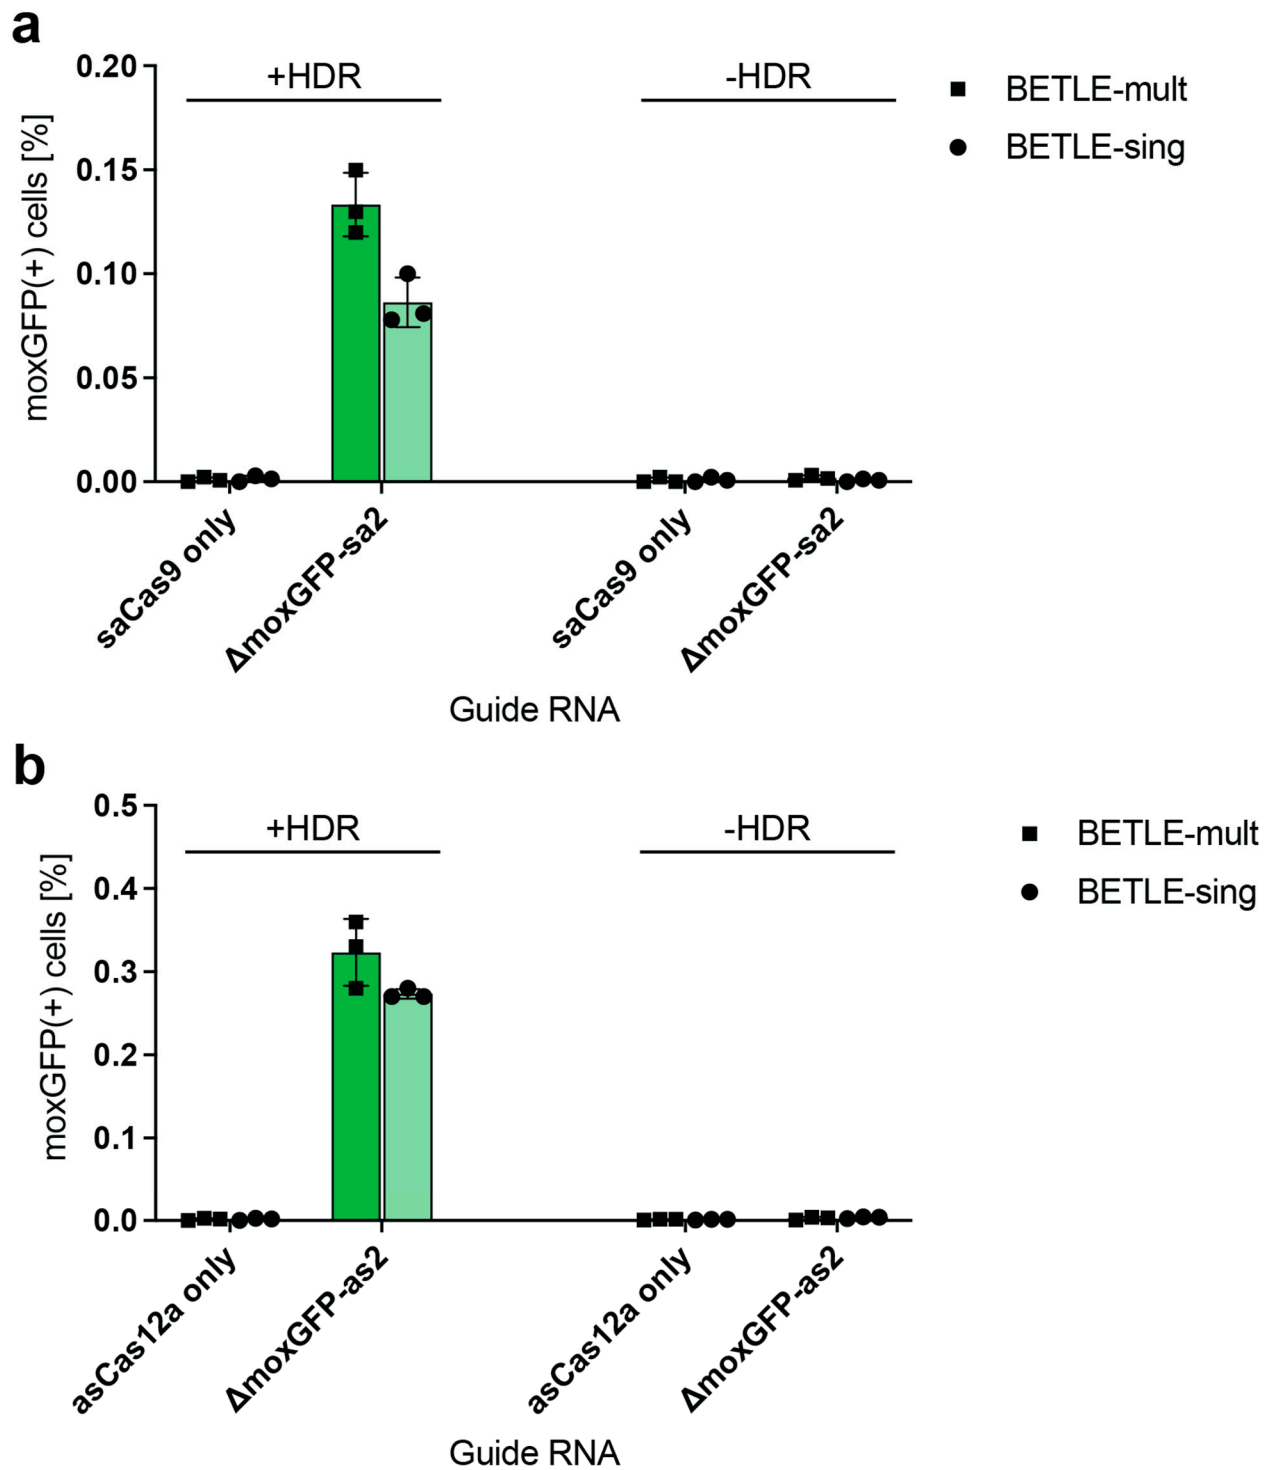 a
0.20
0.15
0.10
0.05
0.00
moxGFP(+) cells [%]
+HDR
-HDR
BETLE-mult
BETLE-sing
saCas9 only
ΔmoxGFP-sa2
saCas9 only
ΔmoxGFP-sa2
Guide RNA
b
0.5
0.4
0.3
0.2
0.1
0.0
moxGFP(+) cells [%]
+HDR
-HDR
BETLE-mult
BETLE-sing
asCas12a only
ΔmoxGFP-as2
asCas12a only
ΔmoxGFP-as2
Guide RNA